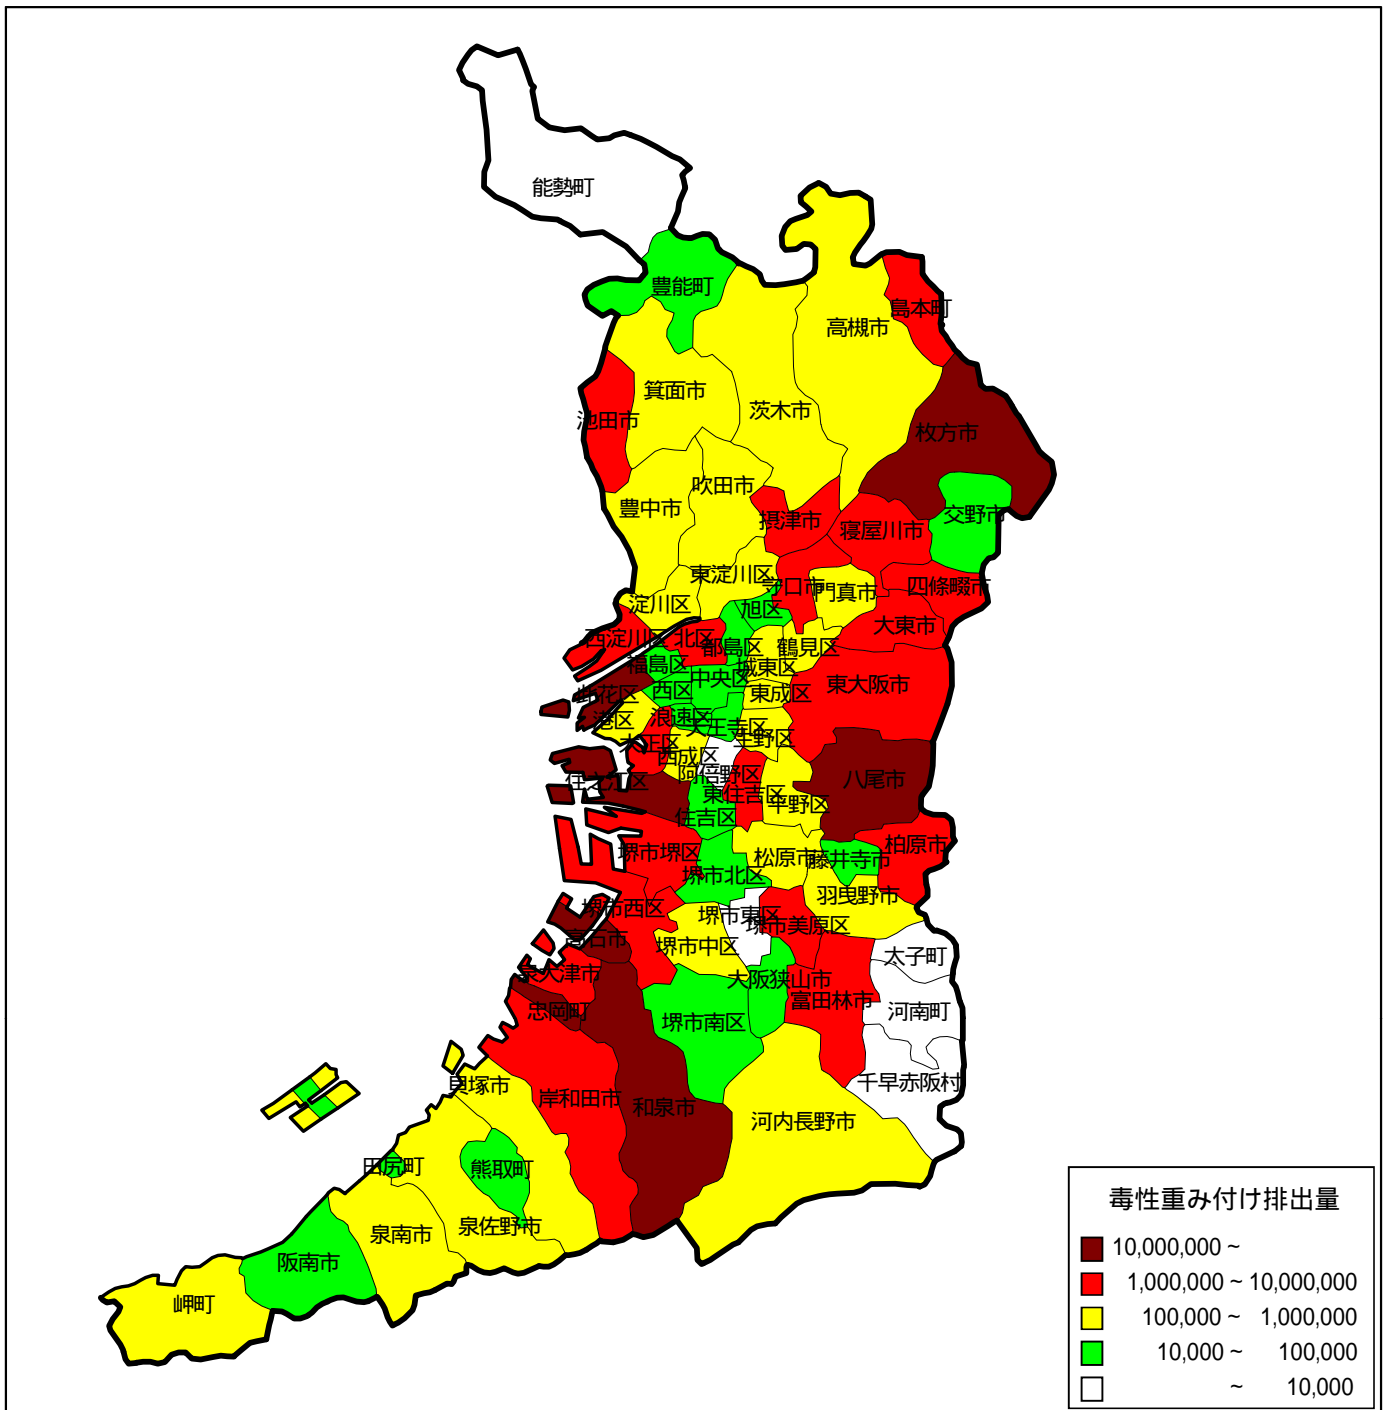 能勢町
豊能町
島本町
高槻市
箕面市
茨木市
池田市
枚方市
吹田市
豊中市
交野市
摂津市
寝屋川市
東淀川区
守口市
門真市
四條畷市
淀川区
旭区
大東市
西淀川区
北区
都島区
鶴見区
福島区
城東区
中央区
東大阪市
此花区
西区
東成区
港区
浪速区
天王寺区
生野区
大正区
西成区
阿倍野区
八尾市
住之江区
東住吉区
平野区
住吉区
柏原市
堺市堺区
松原市
藤井寺市
堺市北区
羽曳野市
堺市西区
堺市東区
堺市美原区
高石市
堺市中区
太子町
泉大津市
大阪狭山市
富田林市
忠岡町
河南町
堺市南区
千早赤阪村
貝塚市
岸和田市
和泉市
河内長野市
田尻町
熊取町
泉佐野市
泉南市
阪南市
岬町
毒性重み付け排出量
10,000,000 ~
1,000,000 ~ 10,000,000
100,000 ~ 1,000,000
10,000 ~ 100,000
~ 10,000